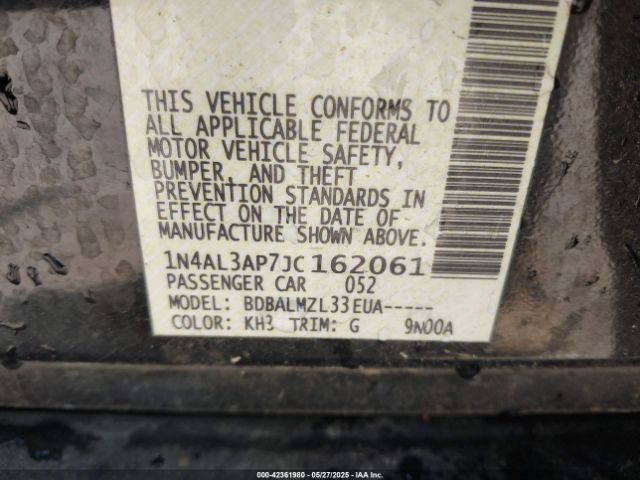 THIS VEHICLE CONFORMS TO
ALL APPLICABLE FEDERAL
MOTOR VEHICLE SAFETY,
BUMPER, AND THEFT
PREVENTION STANDARDS IN
EFFECT ON THE DATE OF
MANUFACTURE SHOWN ABOVE.
1N4AL3AP7JC162061
PASSENGER CAR 052
MODEL: BDBALMZL33EUA-----
COLOR: KH3 TRIM: G 9N00A
000-42361980 - 05/27/2025 - IAA Inc.